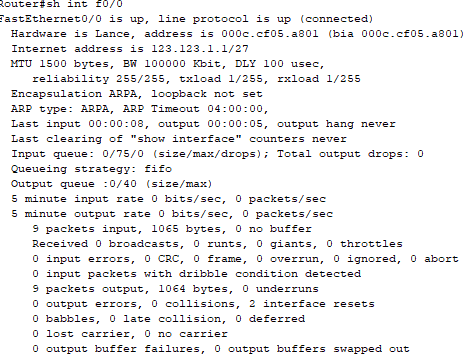 Router#sh int f0/0
FastEthernet0/0 is up, line protocol is up (connected)
Hardware is Lance, address is 000c.cf05.a801 (bia 000c.cf05.a801)
Internet address is 123.123.1.1/27
MTU 1500 bytes, BW 100000 Kbit, DLY 100 usec,
reliability 255/255, txload 1/255, rxload 1/255
Encapsulation ARPA, loopback not set
ARP type: ARPA, ARP Timeout 04:00:00,
Last input 00:00:08, output 00:00:05, output hang never
Last clearing of "show interface" counters never
Input queue: 0/75/0 (size/max/drops); Total output drops: 0
Queueing strategy: fifo
Output queue :0/40 (size/max)
5 minute input rate 0 bits/sec, 0 packets/sec
5 minute output rate 0 bits/sec, 0 packets/sec
9 packets input, 1065 bytes, 0 no buffer
Received 0 broadcasts, 0 runts, 0 giants, 0 throttles
0 input errors, 0 CRC, 0 frame, 0 overrun, 0 ignored, 0 abort
0 input packets with dribble condition detected
9 packets output, 1064 bytes, 0 underruns
0 output errors, 0 collisions, 2 interface resets
0 babbles, 0 late collision, 0 deferred
0 lost carrier, 0 no carrier
0 output buffer failures, 0 output buffers swapped out